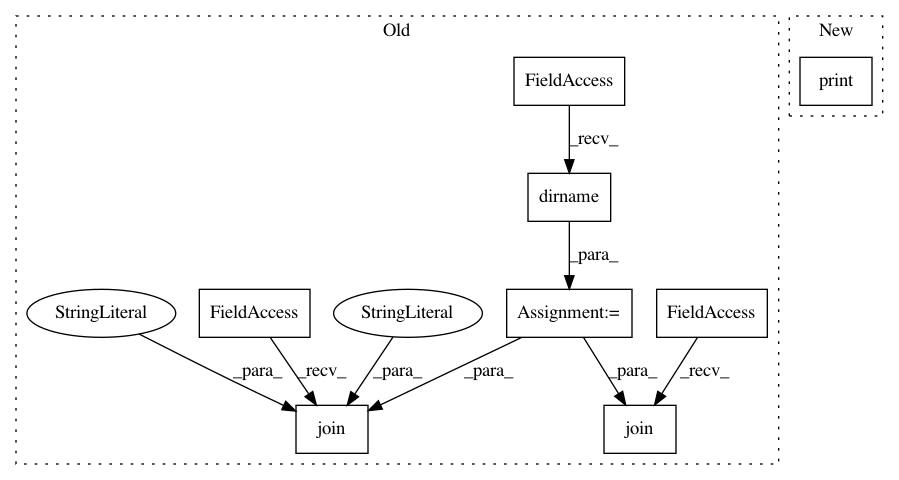 Old
New
FieldAccess
print
_recv_
dirname
_para_
StringLiteral
FieldAccess
StringLiteral
Assignment:=
FieldAccess
_para_
_recv_
_para_
_para_
_para_
_recv_
join
join